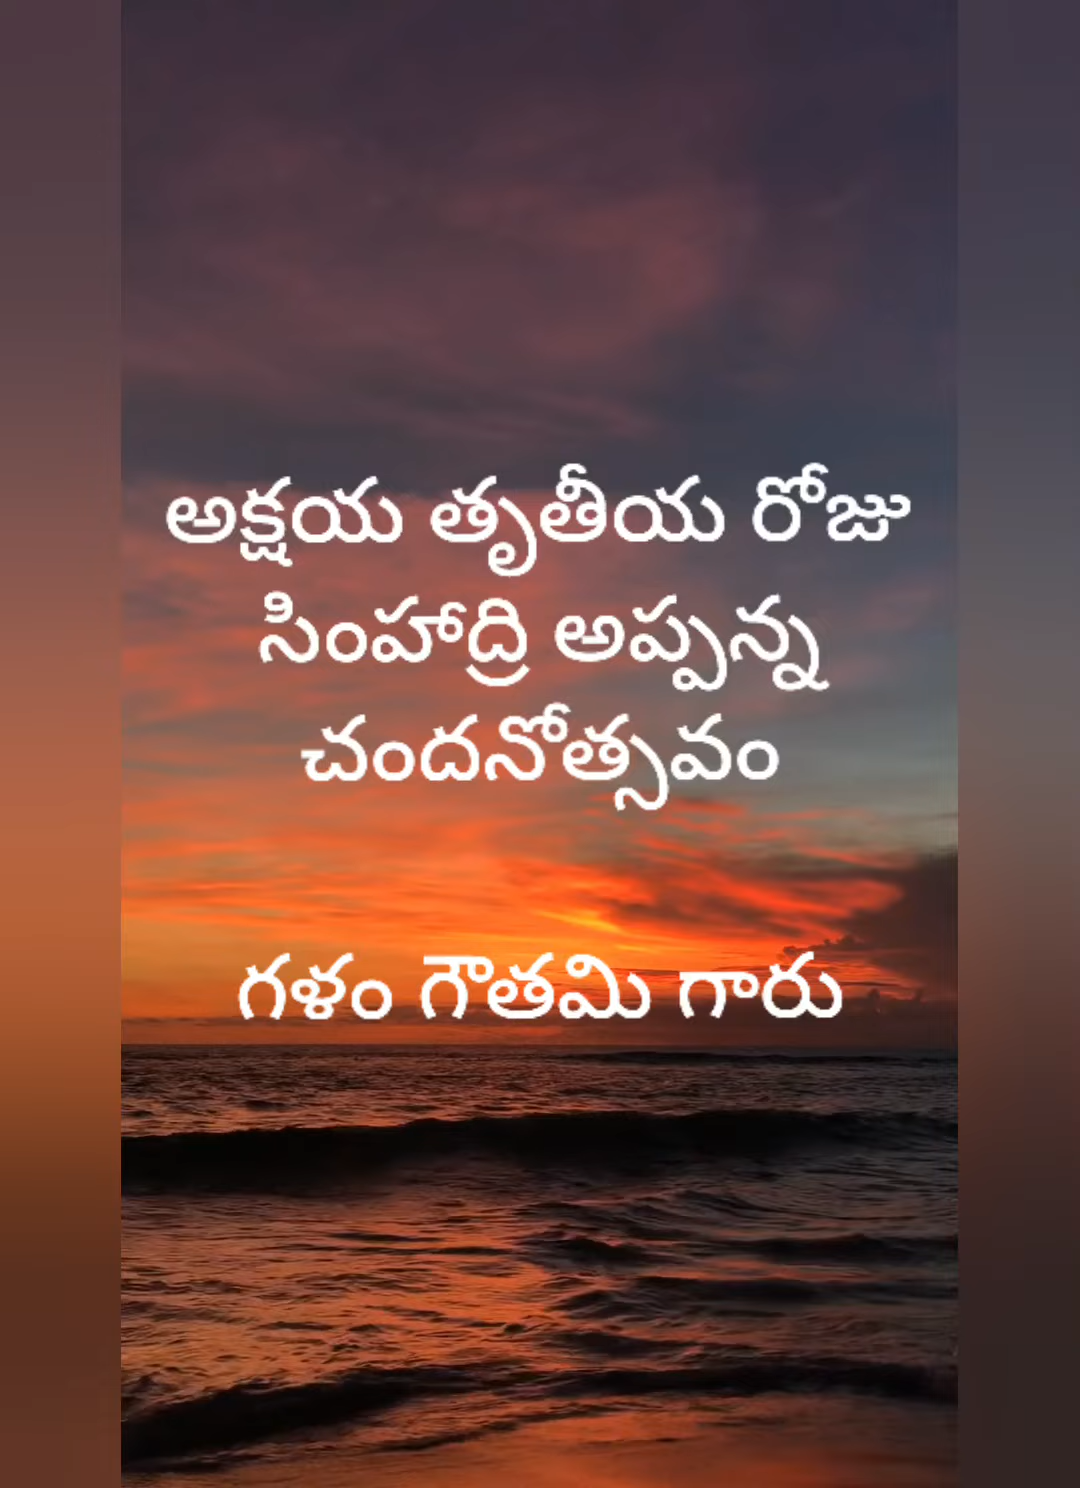 అక్షయ తృతీయ రోజు
సింహాద్రి అప్పన్న
చందనోత్సవం
గళం గౌతమి గారు